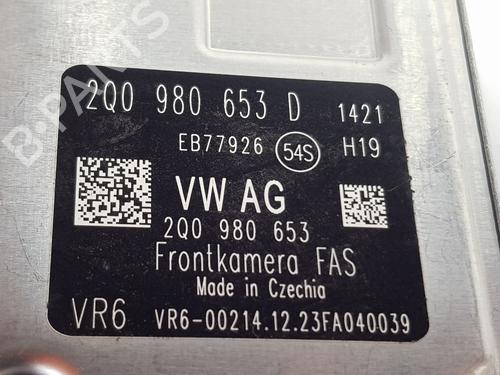 2Q0 980 653 D 1421
EB77926 54S H19
VW AG
2Q0 980 653
Frontkamera FAS
Made in Czechia
VR6 VR6-00214.12.23FA040039
B-PARTS